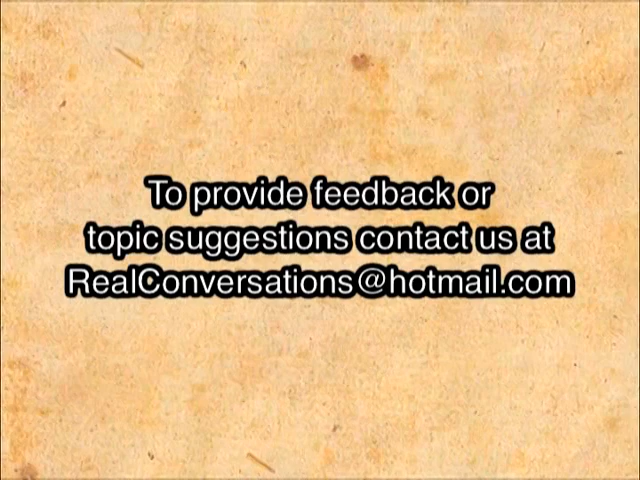 To provide feedback or
topic suggestions contact us at
RealConversations@hotmail.com